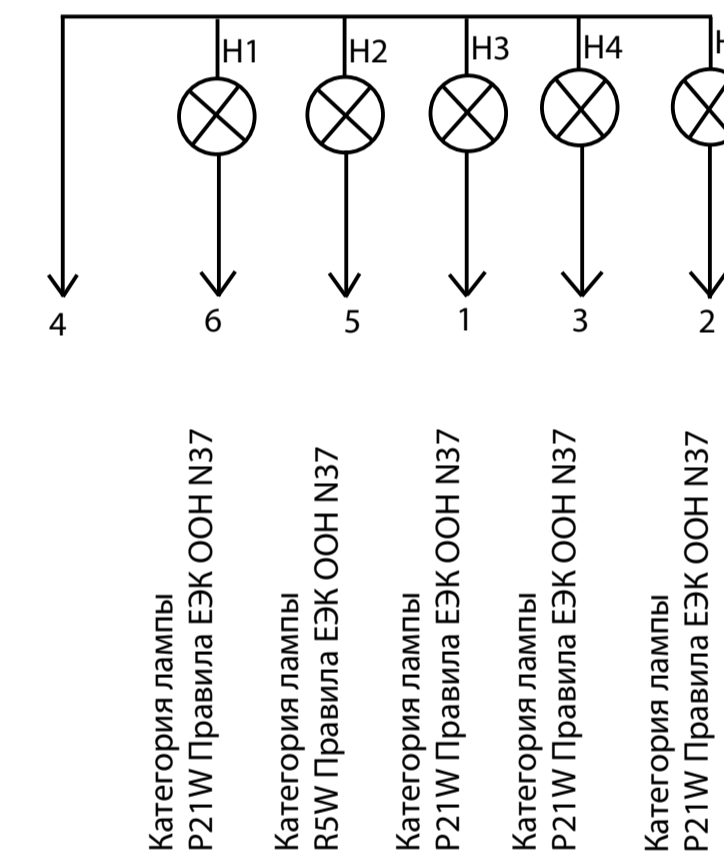 H1
H2
H3
H4
4
6
5
1
3
2
Категория лампы
P21W Правила ЕЭК ООН N37
Категория лампы
R5W Правила ЕЭК ООН N37
Категория лампы
P21W Правила ЕЭК ООН N37
Категория лампы
P21W Правила ЕЭК ООН N37
Категория лампы
P21W Правила ЕЭК ООН N37